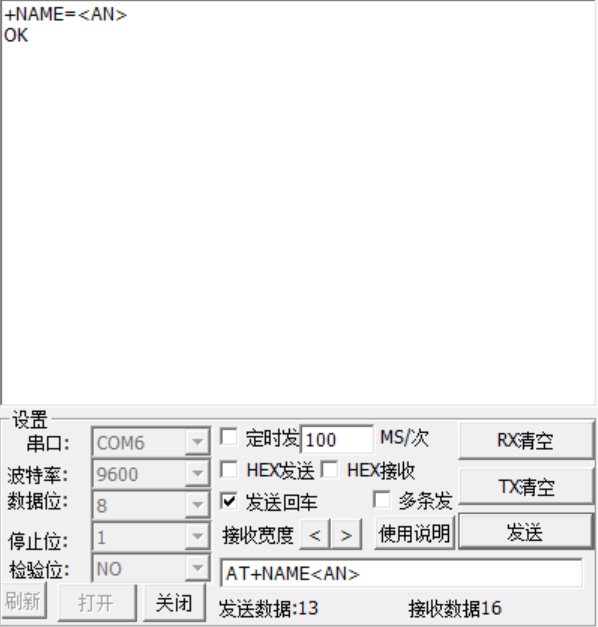 +NAME=<AN>
OK
设置
串口: COM6 定时发 100 MS/次 RX清空
波特率: 9600 HEX发送 HEX接收 TX清空
数据位: 8 发送回车 多条发
停止位: 1 接收宽度 < > 使用说明 发送
检验位: NO AT+NAME<AN>
刷新 打开 关闭 发送数据:13 接收数据16